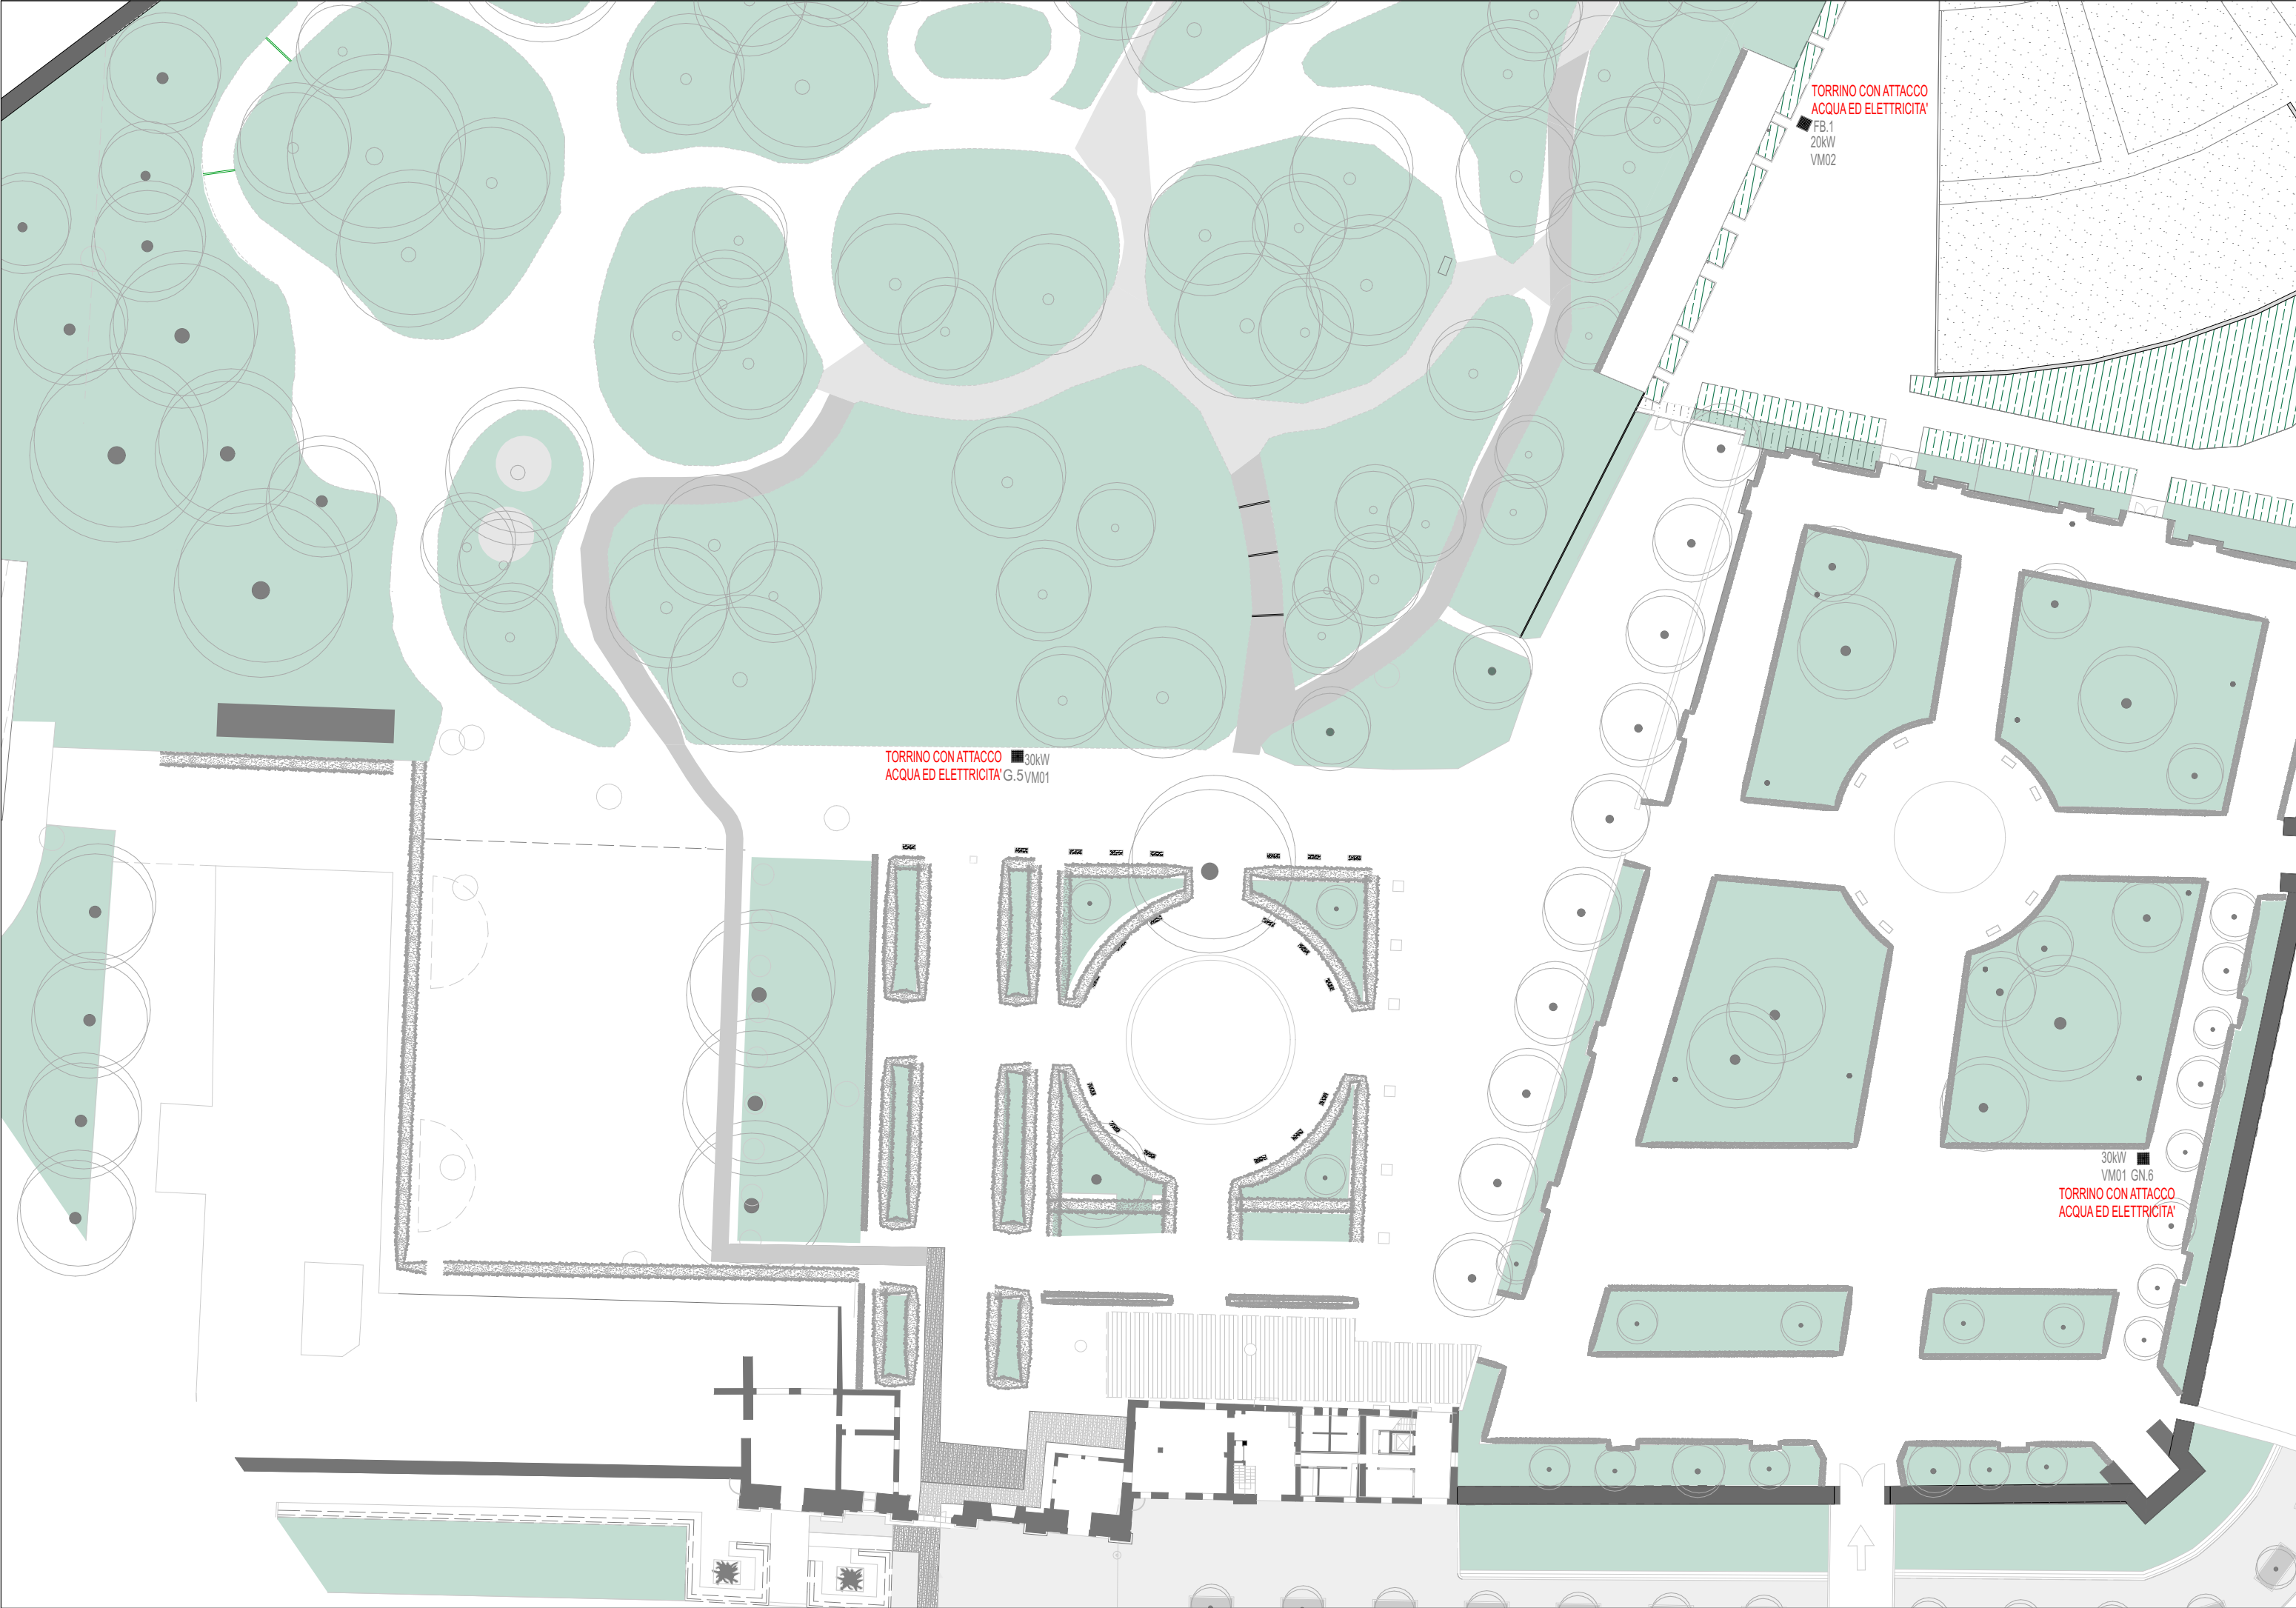 TORRINO CON ATTACCO
ACQUA ED ELETTRICITA'
FB.1
20kW
VM02
TORRINO CON ATTACCO
ACQUA ED ELETTRICITA'
30kW
G.5 VM01
30kW
VM01 GN.6
TORRINO CON ATTACCO
ACQUA ED ELETTRICITA'